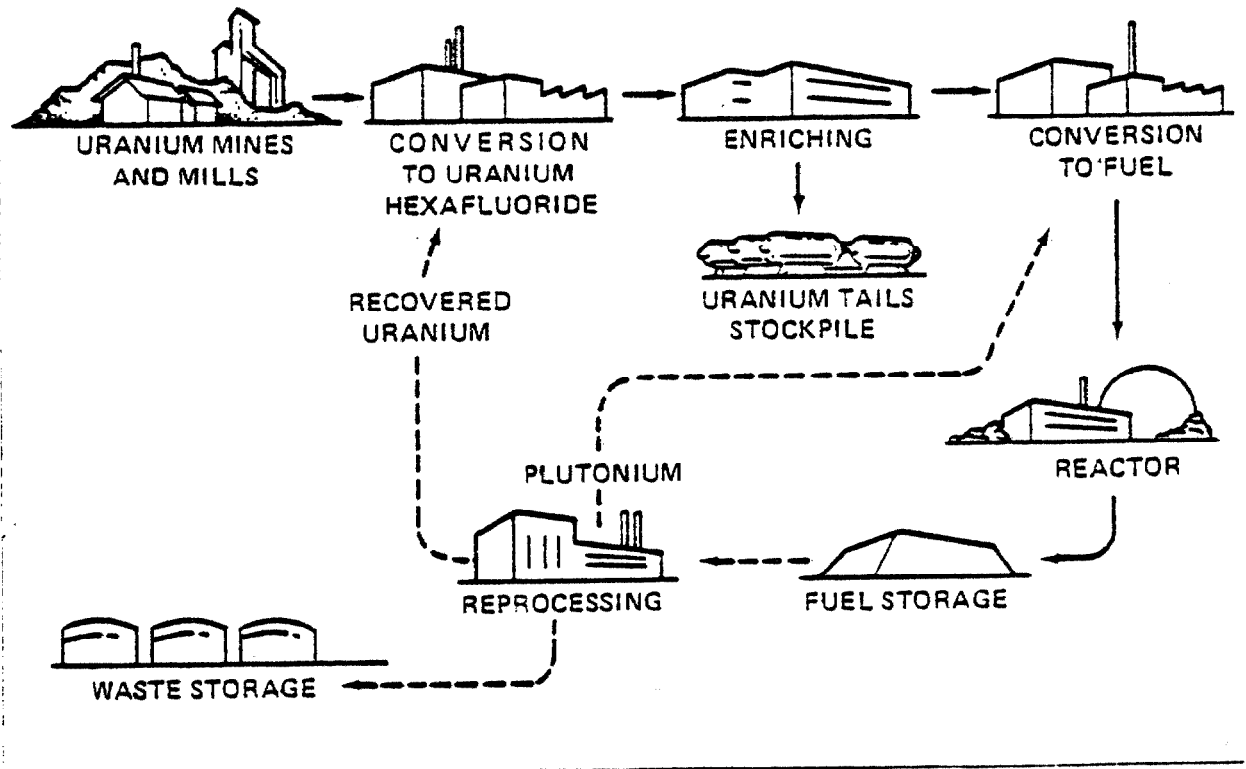 URANIUM MINES
AND MILLS
CONVERSION
TO URANIUM
HEXAFLUORIDE
ENRICHING
CONVERSION
TO FUEL
URANIUM TAILS
STOCKPILE
RECOVERED
URANIUM
REACTOR
PLUTONIUM
REPROCESSING
FUEL STORAGE
WASTE STORAGE